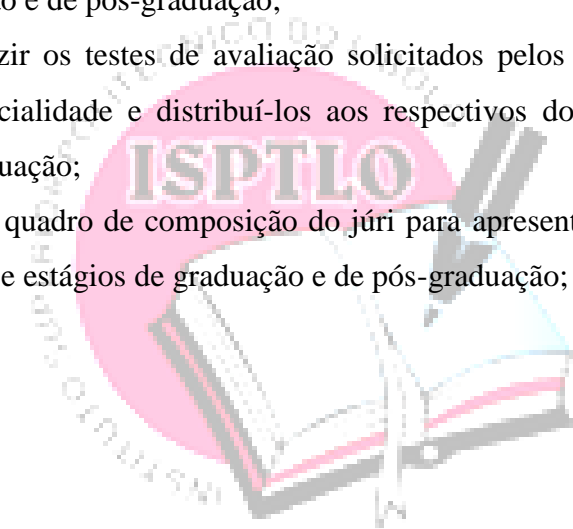 o e de pós-graduação;
zir os testes de avaliação solicitados pelos
cialidade e distribuí-los aos respectivos do
uação;
ISPTLO
quadro de composição do júri para apresent
e estágios de graduação e de pós-graduação;